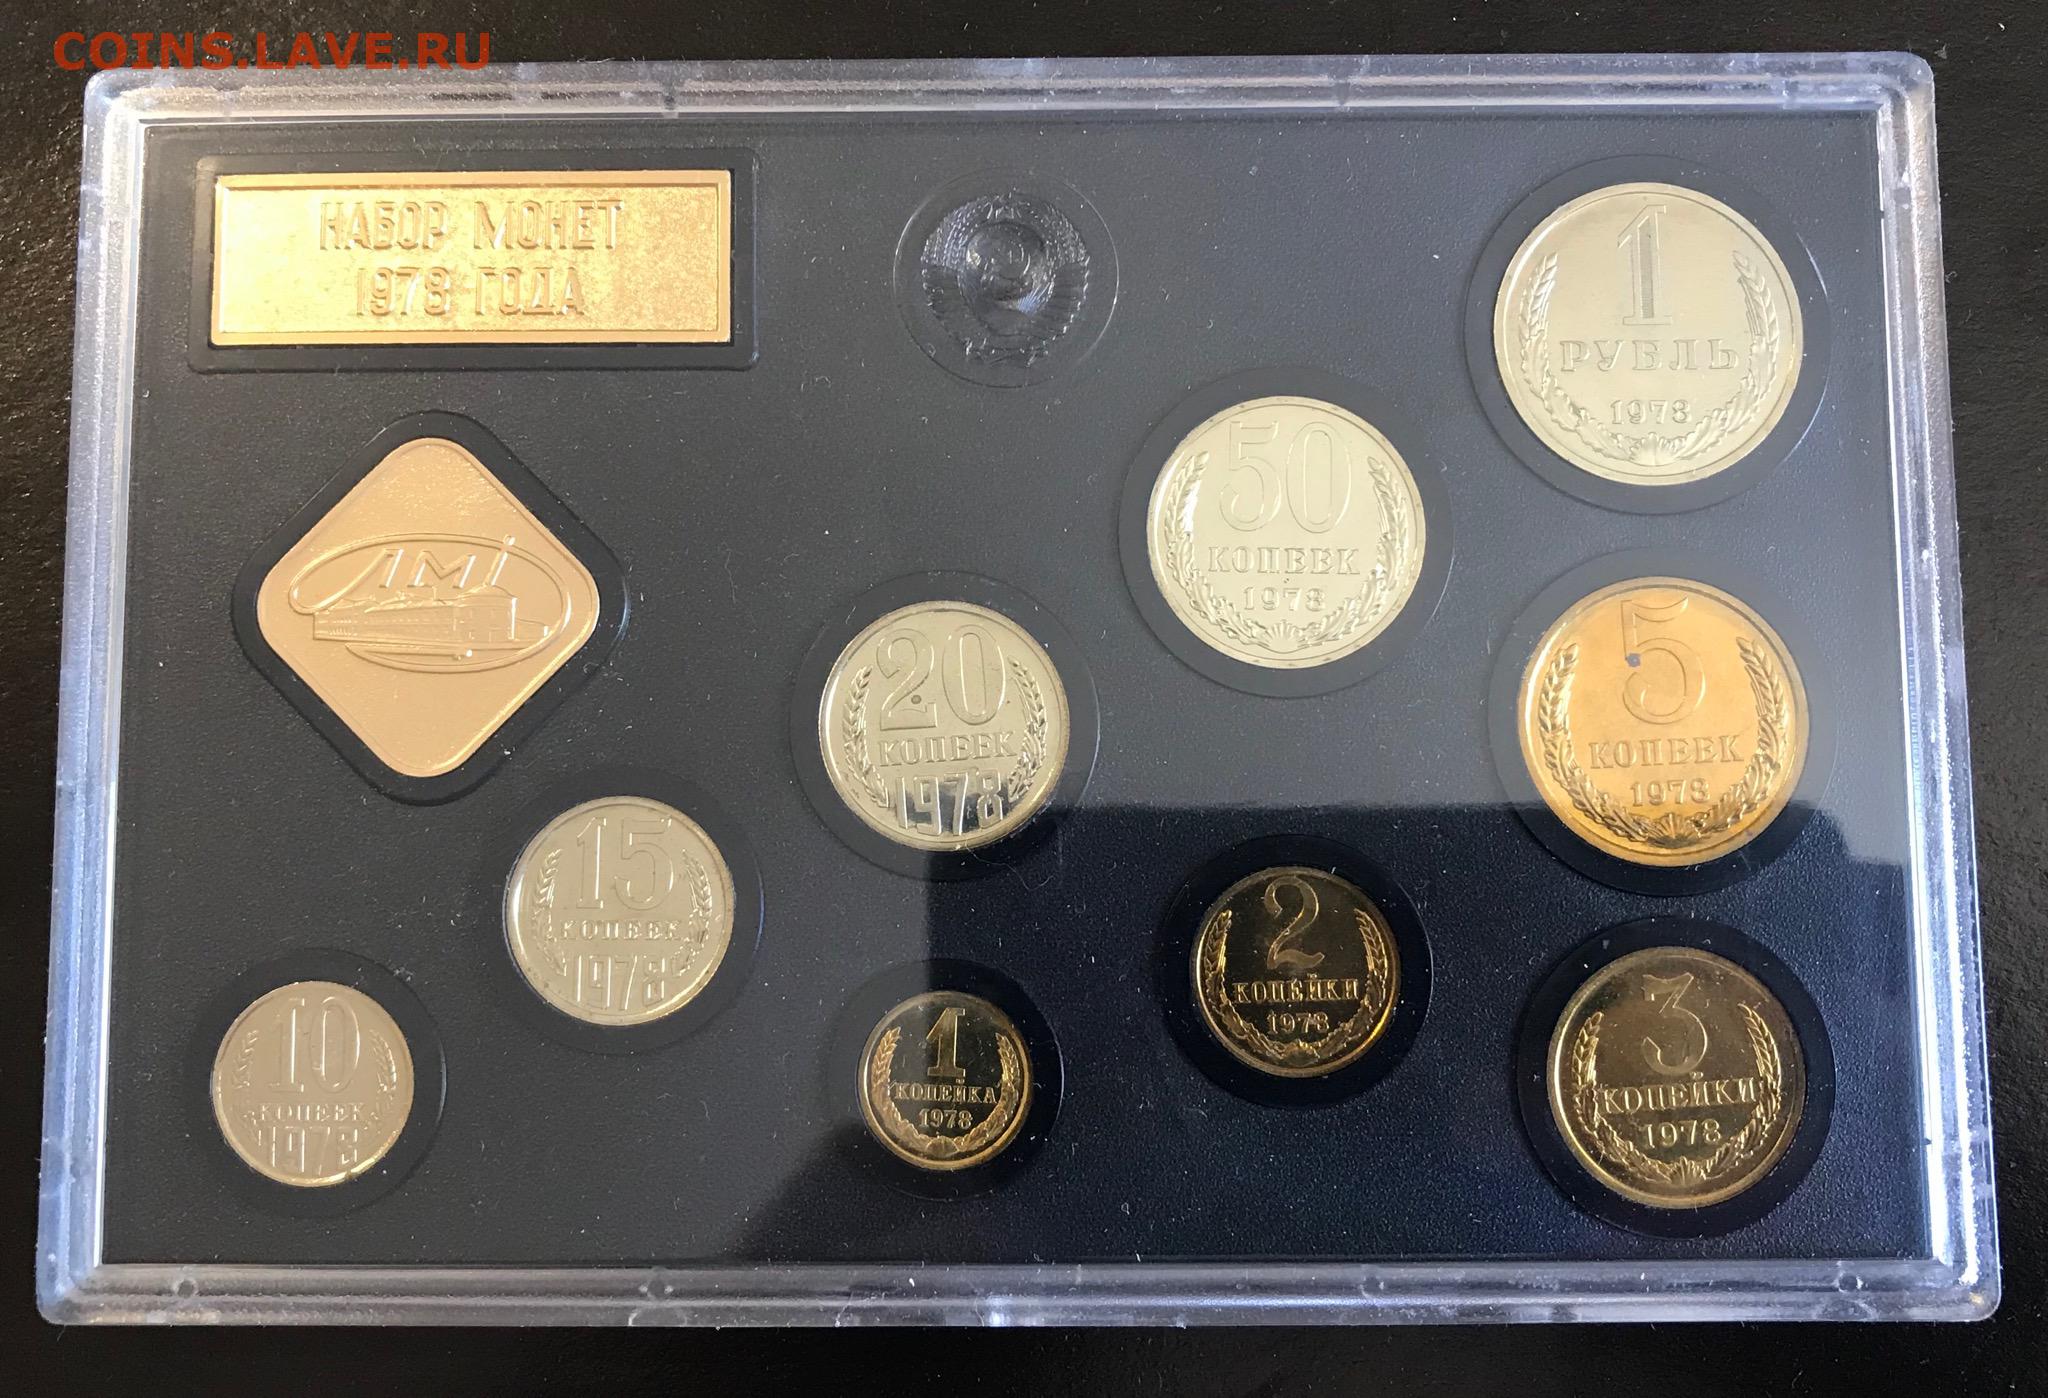 COINS.LAVE.RU
НАБОР МОНЕТ
1978 ГОДА
1
РУБЛЬ
1978
50
КОПЕЕК
1978
ЛМД
20
КОПЕЕК
1978
5
КОПЕЕК
1978
15
КОПЕЕК
1978
2
КОПЕЙКИ
1978
3
КОПЕЙКИ
1978
10
КОПЕЕК
1978
1
КОПЕЙКА
1978